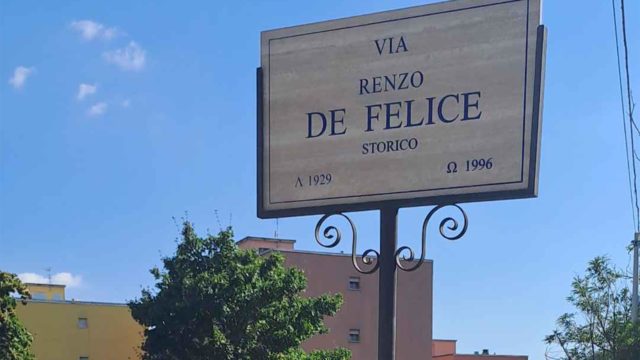 VIA
RENZO
DE FELICE
STORICO
Λ 1929 Ω 1996